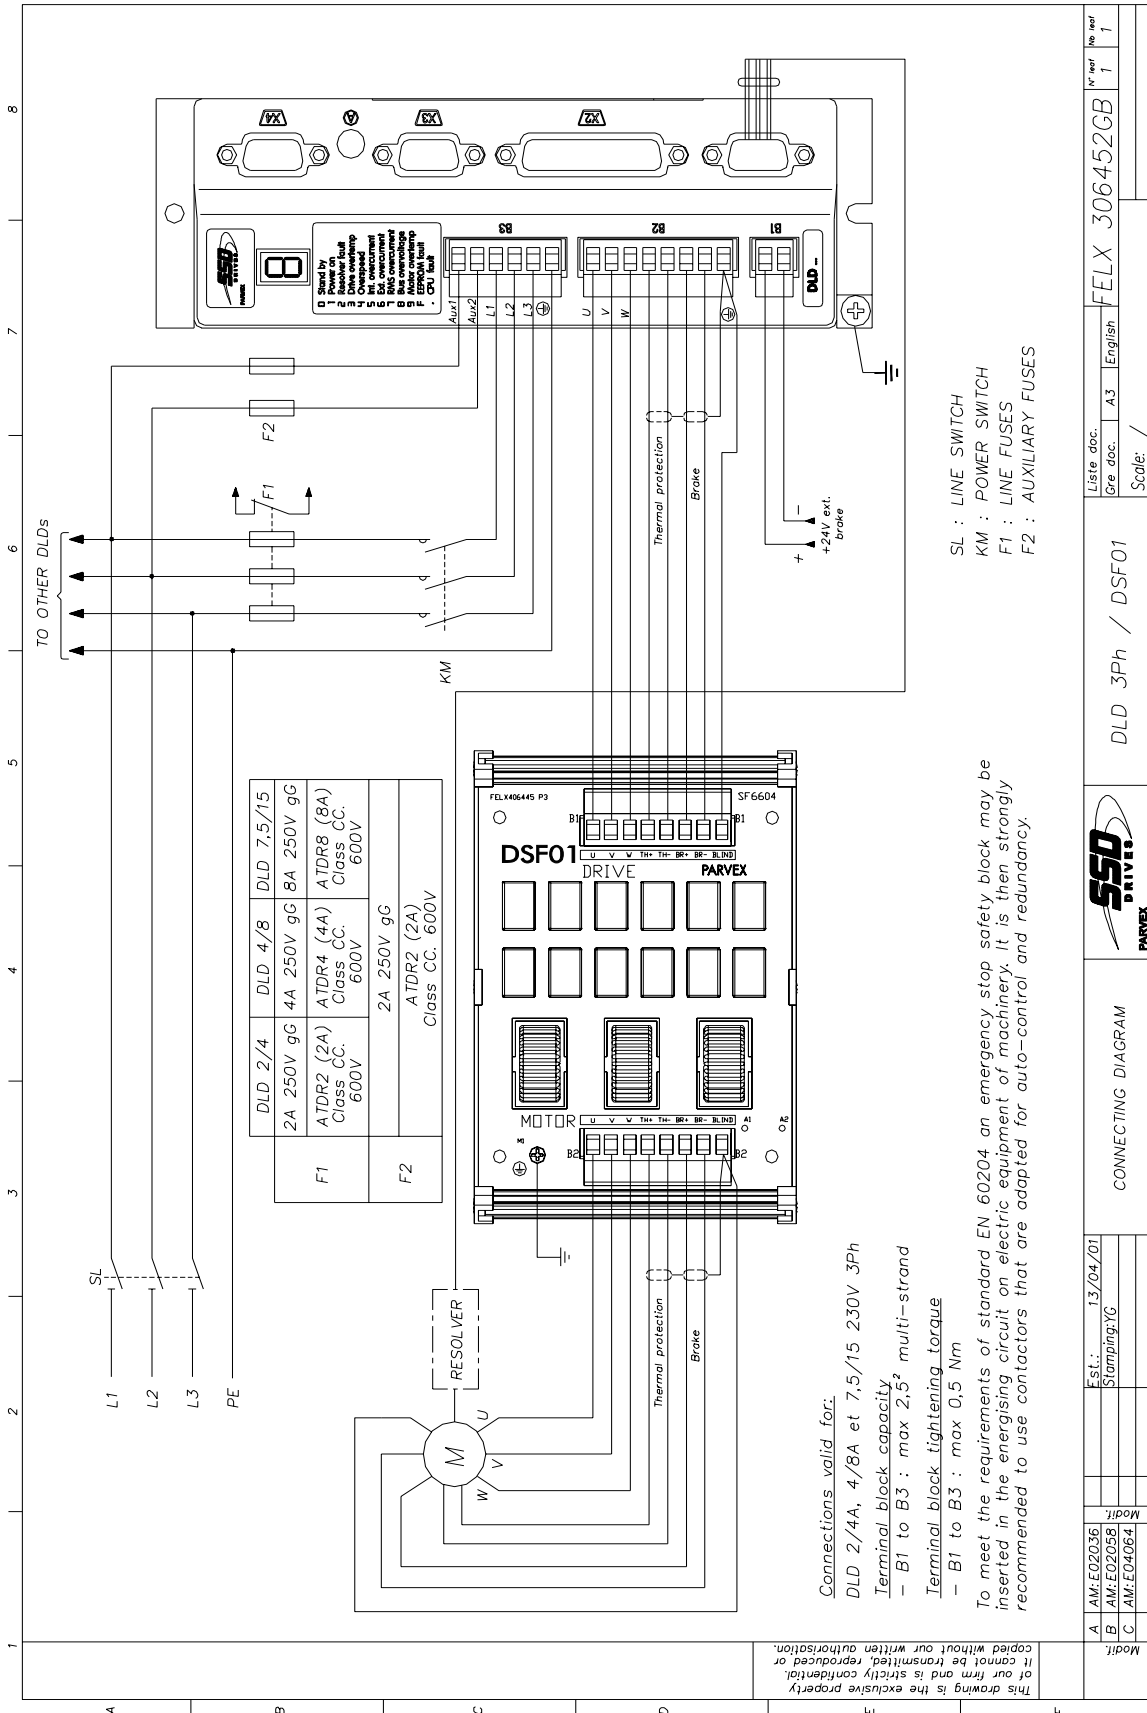 1
2
3
4
5
6
7
8
A
B
C
D
E
F
TO OTHER DLDs
L1
L2
L3
PE
SL
F1
F2
KM
DLD 2/4 DLD 4/8 DLD 7,5/15
F1
2A 250V gG 4A 250V gG 8A 250V gG
ATDR2 (2A) Class CC. 600V
ATDR4 (4A) Class CC. 600V
ATDR8 (8A) Class CC. 600V
F2
2A 250V gG
ATDR2 (2A) Class CC. 600V
SSD
DRIVES
PARVEX
8
0 Stand by
1 Power on
2 Resolver fault
3 Drive overtemp
4 Overspeed
5 Int. overcurrent
6 Ext. overcurrent
7 RMS overcurrent
8 Bus overvoltage
9 Motor overtemp
F EEPROM fault
. CPU fault
X4
A
X3
X2
B3
B2
B1
DLD -
Aux1
Aux2
L1
L2
L3
U
V
W
Thermal protection
Brake
+
-
+24V ext.
brake
RESOLVER
M
U
V
W
FELX406445 P3
SF6604
B1
B1
U V W TH+ TH- BR+ BR- BLIND
DSF01
DRIVE
PARVEX
MOTOR
U V W TH+ TH- BR+ BR- BLIND
A1
A2
M1
B2
B2
Thermal protection
Brake
SL : LINE SWITCH
KM : POWER SWITCH
F1 : LINE FUSES
F2 : AUXILIARY FUSES
Connections valid for:
DLD 2/4A, 4/8A et 7,5/15 230V 3Ph
Terminal block capacity
- B1 to B3 : max 2,5² multi-strand
Terminal block tightening torque
- B1 to B3 : max 0,5 Nm
To meet the requirements of standard EN 60204 an emergency stop safety block may be
inserted in the energising circuit on electric equipment of machinery. It is then strongly
recommended to use contactors that are adapted for auto-control and redundancy.
This drawing is the exclusive property
of our firm and is strictly confidential.
It cannot be transmitted, reproduced or
copied without our written authorisation.
A AM:E02036
B AM:E02058
C AM:E04064
Modif.
Modif.
Est.: 13/04/01
Stamping:YG
CONNECTING DIAGRAM
SSD
DRIVES
PARVEX
DLD 3Ph / DSF01
Liste doc.
Gre doc. A3 English
Scale: /
FELX 306452GB
N° leaf
1
Nb leaf
1